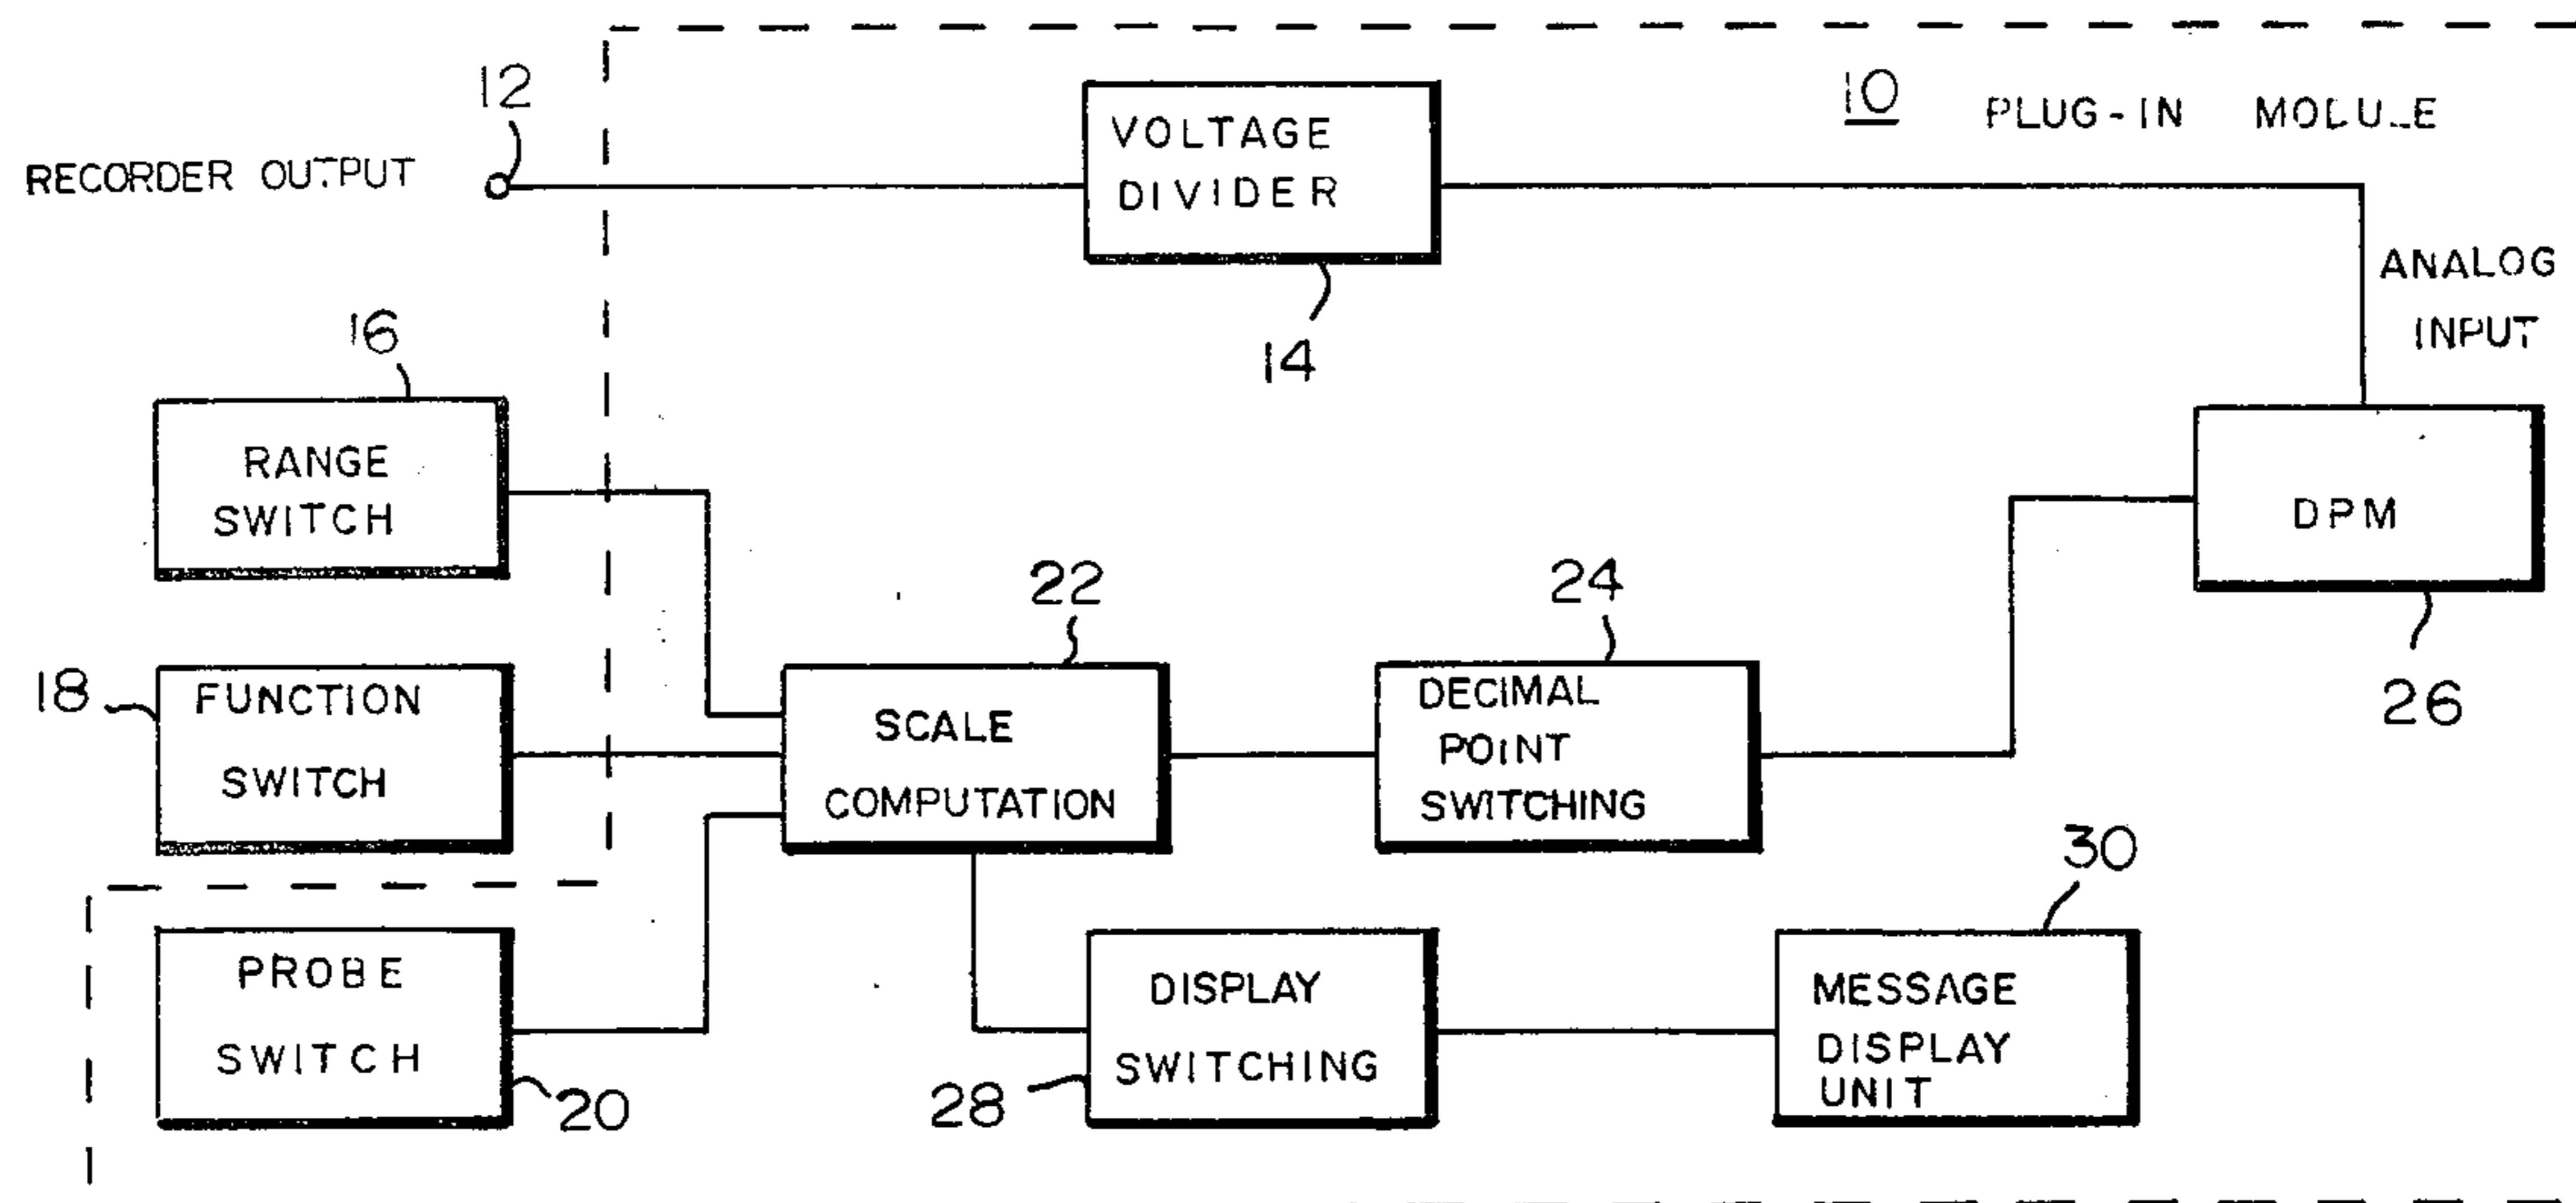 12
RECORDER OUTPUT
VOLTAGE
DIVIDER
14
10 PLUG-IN MODULE
ANALOG
INPUT
16
RANGE
SWITCH
DPM
26
18
FUNCTION
SWITCH
22
SCALE
COMPUTATION
24
DECIMAL
POINT
SWITCHING
PROBE
SWITCH
20
DISPLAY
SWITCHING
28
30
MESSAGE
DISPLAY
UNIT